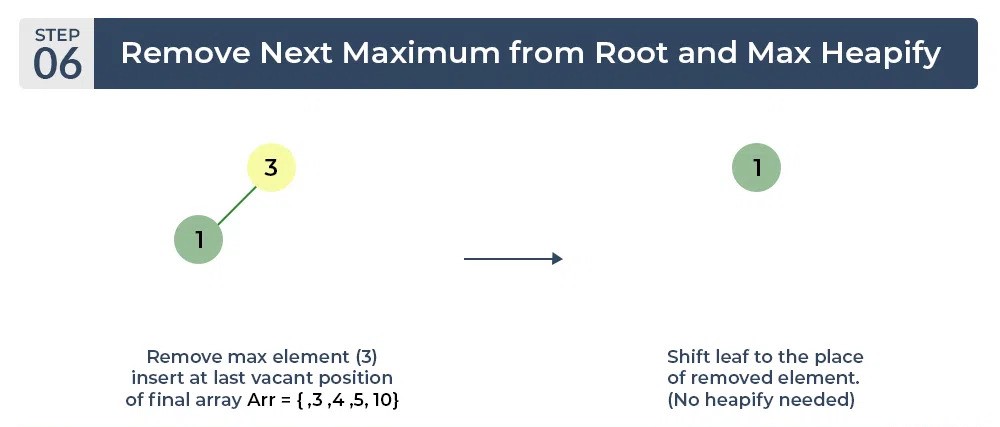 STEP
06
Remove Next Maximum from Root and Max Heapify
3
1
1
Remove max element (3)
insert at last vacant position
of final array Arr = { ,3 ,4 ,5, 10}
Shift leaf to the place
of removed element.
(No heapify needed)